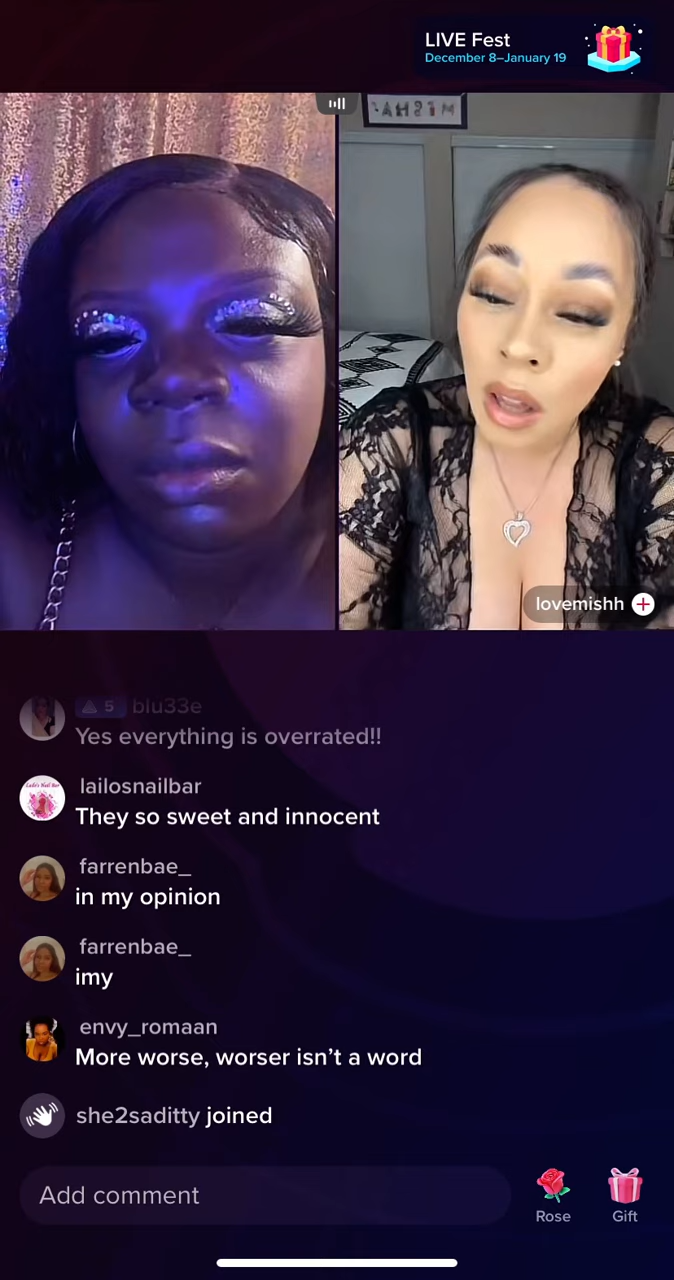 LIVE Fest
December 8–January 19
MISHA'
lovemishh
5 blu33e
Yes everything is overrated!!
lailosnailbar
They so sweet and innocent
farrenbae_
in my opinion
farrenbae_
imy
envy_romaan
More worse, worser isn’t a word
she2saditty joined
Add comment
Rose
Gift